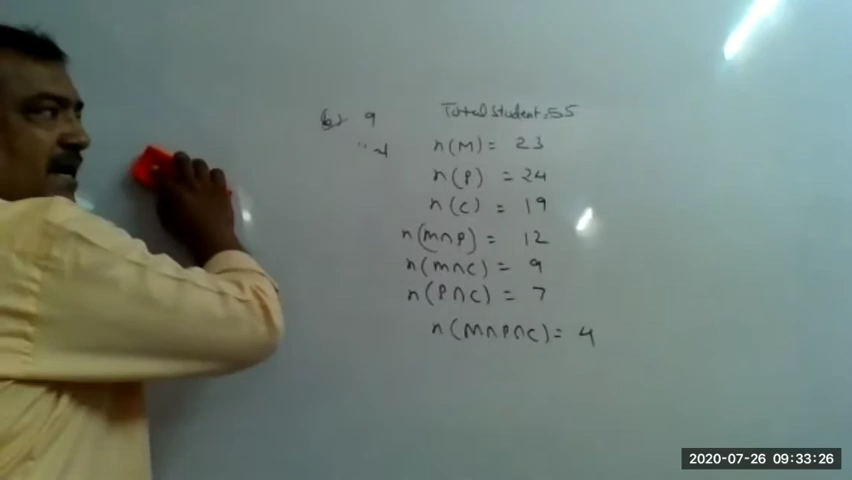 (b) 9 Total student = 55
n(M) = 23
n(P) = 24
n(C) = 19
n(M∩P) = 12
n(M∩C) = 9
n(P∩C) = 7
n(M∩P∩C) = 4
2020-07-26 09:33:26